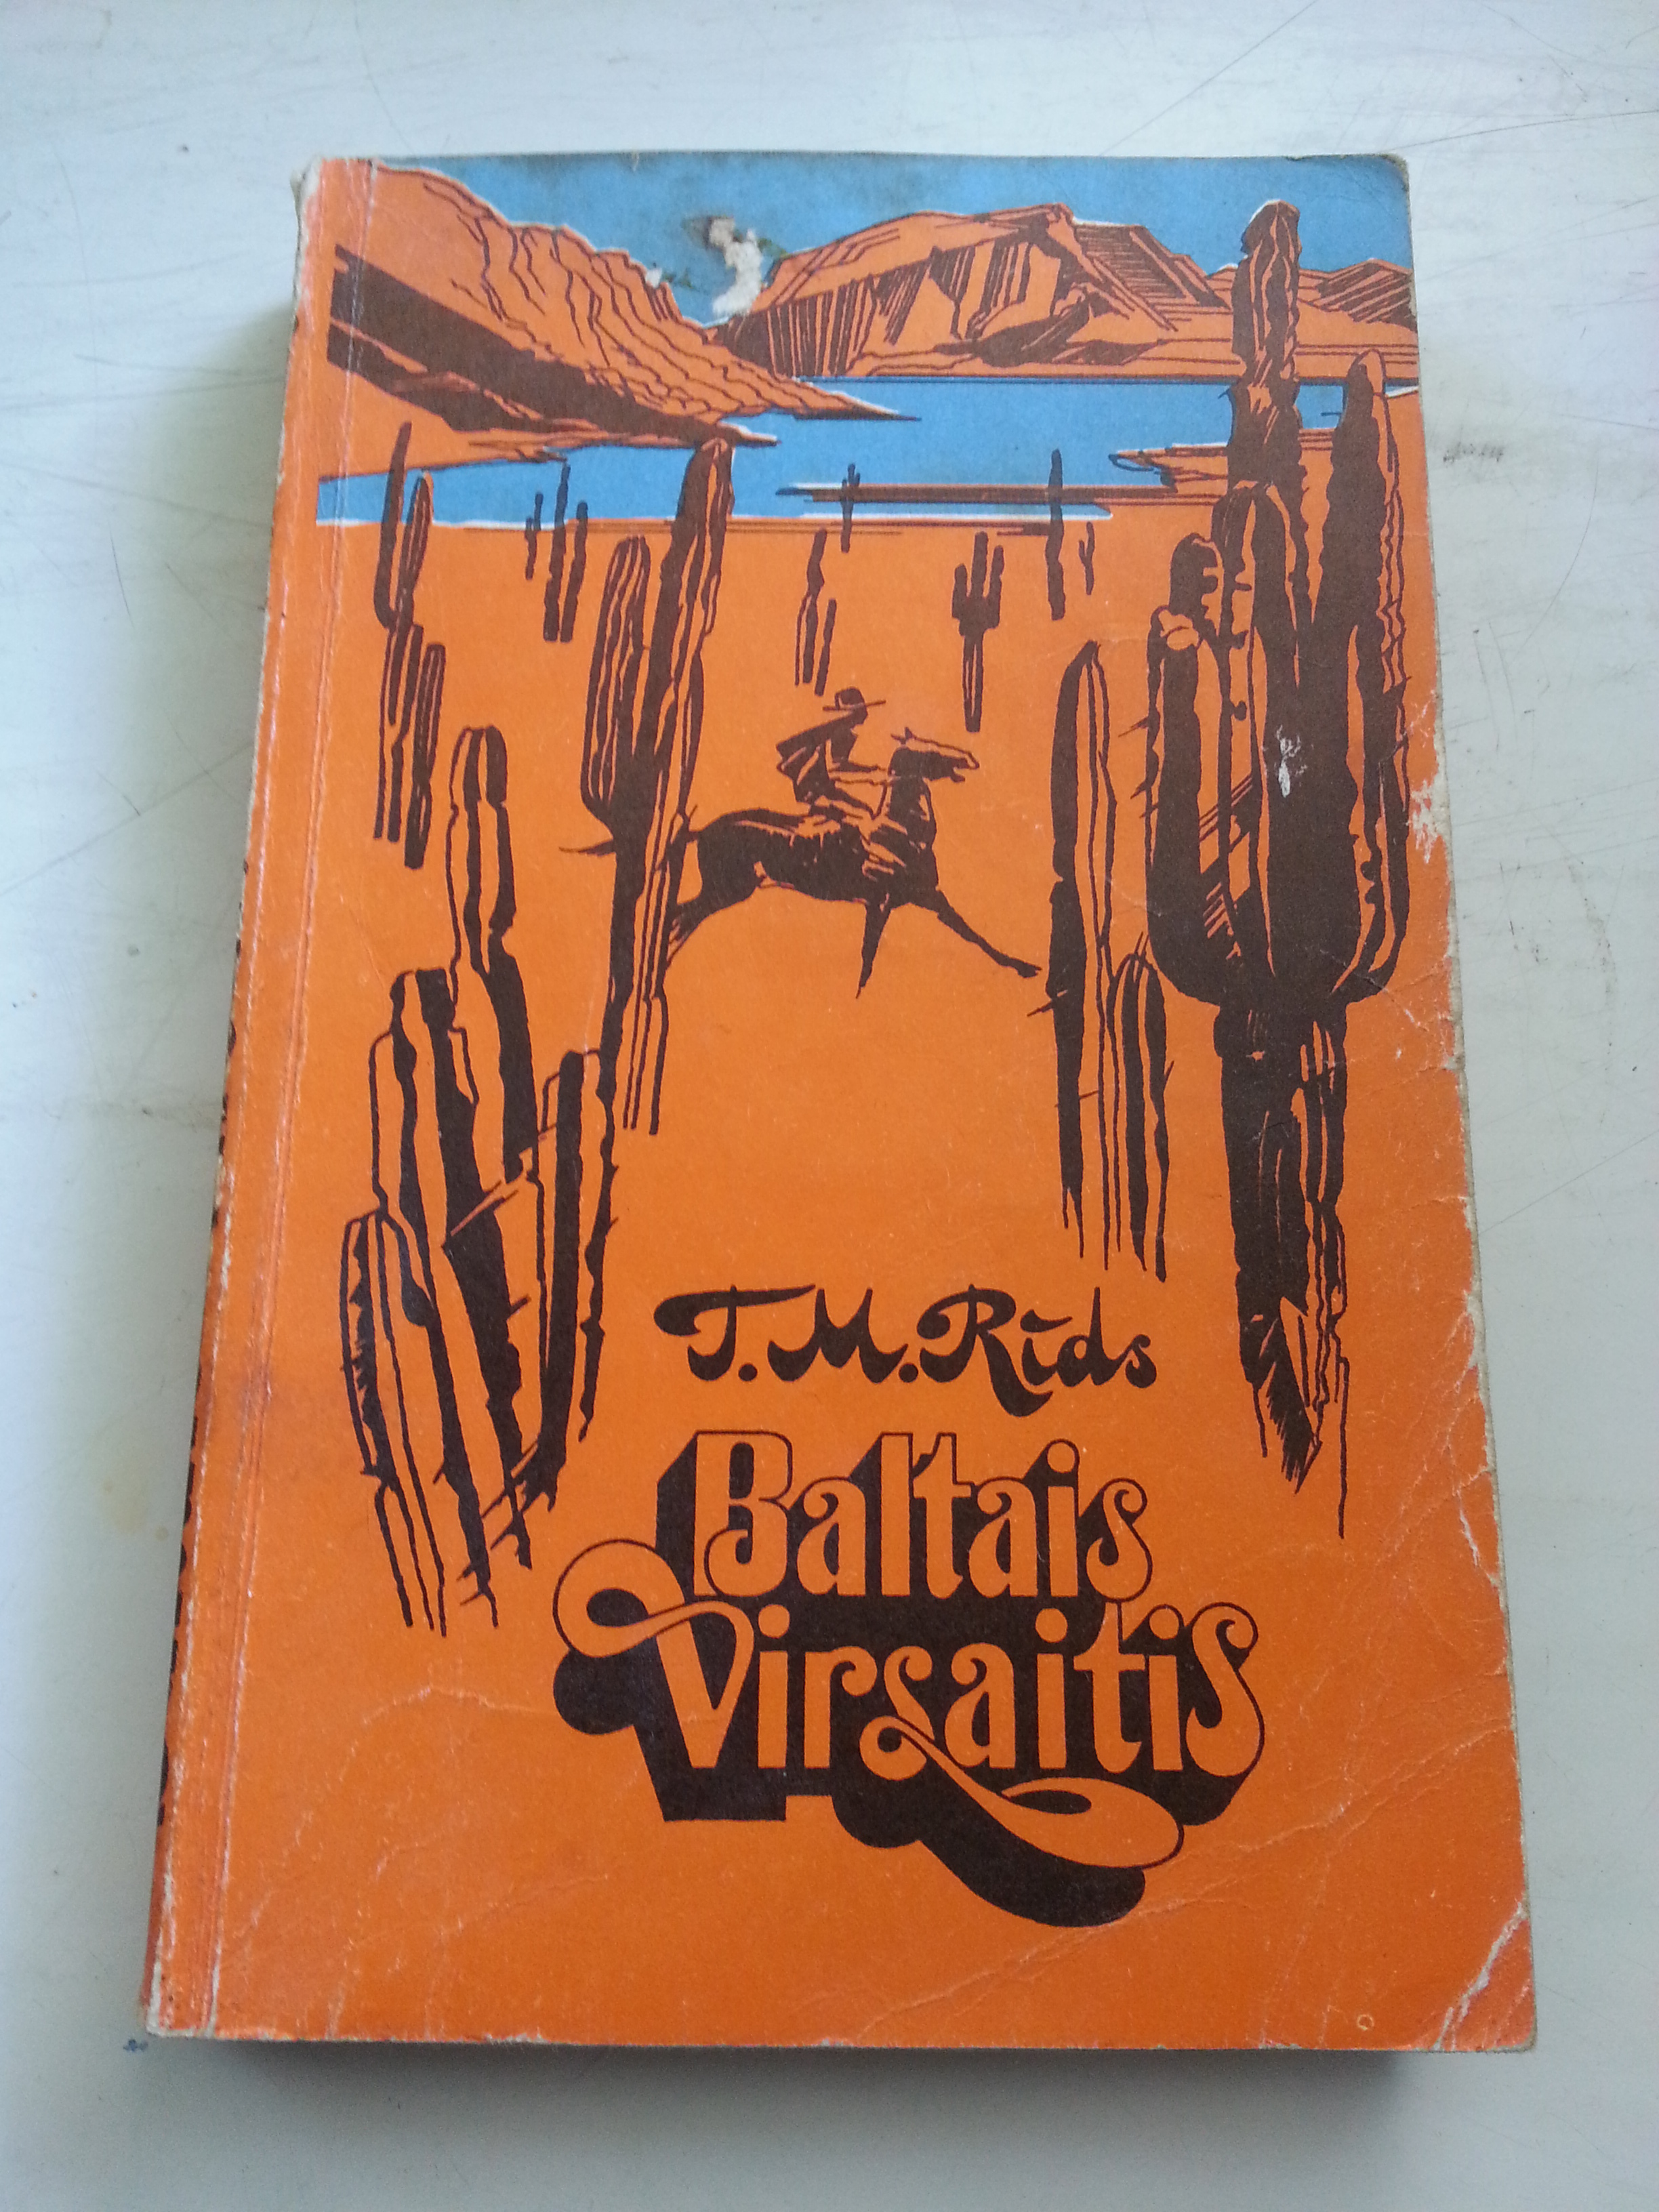 T. M. Rīds
Baltais
Virsaitis